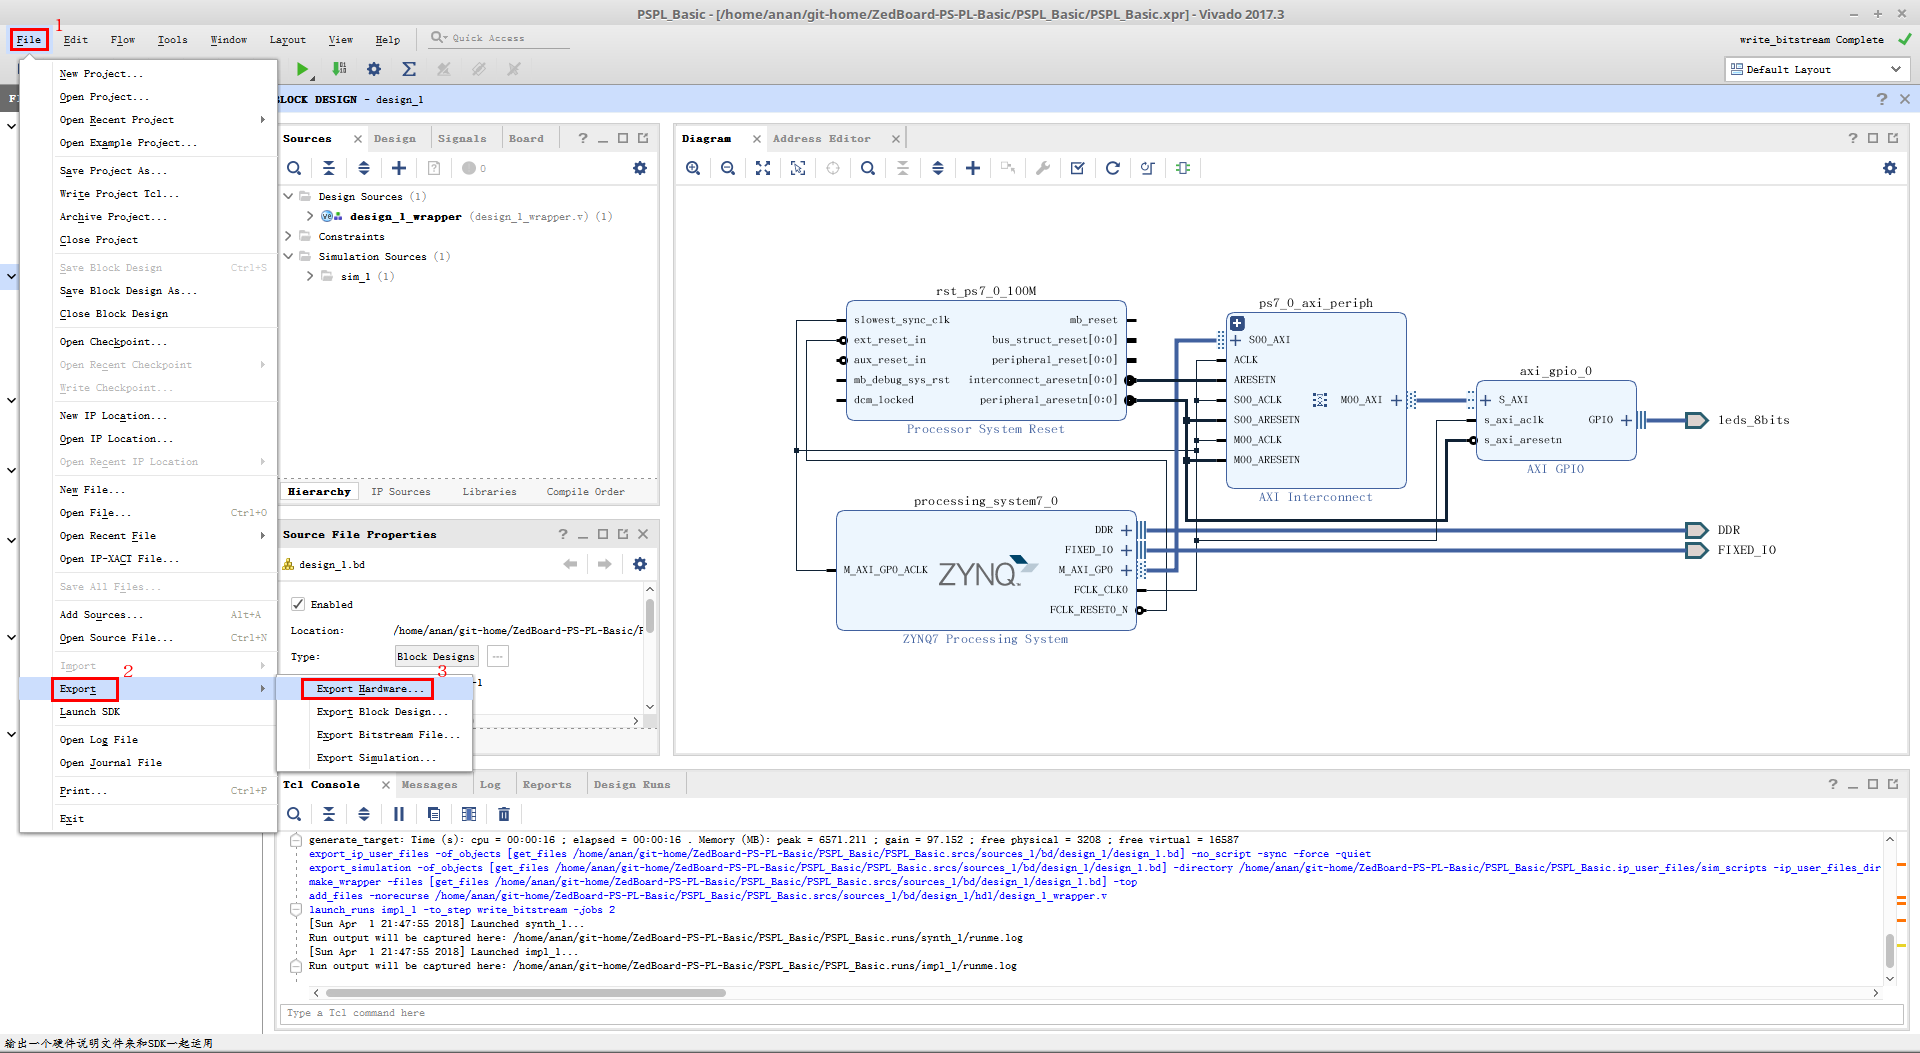 PSPL_Basic - [/home/anan/git-home/ZedBoard-PS-PL-Basic/PSPL_Basic/PSPL_Basic.xpr] - Vivado 2017.3
File 1 Edit Flow Tools Window Layout View Help Quick Access
write_bitstream Complete
Default Layout
BLOCK DESIGN - design_1
New Project...
Open Project...
Open Recent Project
Open Example Project...
Save Project As...
Write Project Tcl...
Archive Project...
Close Project
Save Block Design Ctrl+S
Save Block Design As...
Close Block Design
Open Checkpoint...
Open Recent Checkpoint
Write Checkpoint...
New IP Location...
Open IP Location...
Open Recent IP Location
New File...
Open File... Ctrl+O
Open Recent File
Open IP-XACT File...
Save All Files...
Add Sources... Alt+A
Open Source File... Ctrl+N
Import
2
Export
Launch SDK
Open Log File
Open Journal File
Print... Ctrl+P
Exit
3
Export Hardware...
Export Block Design...
Export Bitstream File...
Export Simulation...
Sources Design Signals Board
0
Design Sources (1)
design_1_wrapper (design_1_wrapper.v) (1)
Constraints
Simulation Sources (1)
sim_1 (1)
Hierarchy IP Sources Libraries Compile Order
Source File Properties
design_1.bd
Enabled
Location: /home/anan/git-home/ZedBoard-PS-PL-Basic/P
Type: Block Designs ...
Diagram Address Editor
rst_ps7_0_100M
slowest_sync_clk mb_reset
ext_reset_in bus_struct_reset[0:0]
aux_reset_in peripheral_reset[0:0]
mb_debug_sys_rst interconnect_aresetn[0:0]
dcm_locked peripheral_aresetn[0:0]
Processor System Reset
ps7_0_axi_periph
S00_AXI
ACLK
ARESETN
S00_ACLK M00_AXI
S00_ARESETN
M00_ACLK
M00_ARESETN
AXI Interconnect
axi_gpio_0
S_AXI
s_axi_aclk GPIO
s_axi_aresetn
AXI GPIO
leds_8bits
processing_system7_0
DDR
FIXED_IO
M_AXI_GP0_ACLK ZYNQ M_AXI_GP0
FCLK_CLK0
FCLK_RESET0_N
ZYNQ7 Processing System
DDR
FIXED_IO
Tcl Console Messages Log Reports Design Runs
generate_target: Time (s): cpu = 00:00:16 ; elapsed = 00:00:16 . Memory (MB): peak = 6571.211 ; gain = 97.152 ; free physical = 3208 ; free virtual = 16587
export_ip_user_files -of_objects [get_files /home/anan/git-home/ZedBoard-PS-PL-Basic/PSPL_Basic/PSPL_Basic.srcs/sources_1/bd/design_1/design_1.bd] -no_script -sync -force -quiet
export_simulation -of_objects [get_files /home/anan/git-home/ZedBoard-PS-PL-Basic/PSPL_Basic/PSPL_Basic.srcs/sources_1/bd/design_1/design_1.bd] -directory /home/anan/git-home/ZedBoard-PS-PL-Basic/PSPL_Basic/PSPL_Basic.ip_user_files/sim_scripts -ip_user_files_dir
make_wrapper -files [get_files /home/anan/git-home/ZedBoard-PS-PL-Basic/PSPL_Basic/PSPL_Basic.srcs/sources_1/bd/design_1/design_1.bd] -top
add_files -norecurse /home/anan/git-home/ZedBoard-PS-PL-Basic/PSPL_Basic/PSPL_Basic.srcs/sources_1/bd/design_1/hdl/design_1_wrapper.v
launch_runs impl_1 -to_step write_bitstream -jobs 2
[Sun Apr 1 21:47:55 2018] Launched synth_1...
Run output will be captured here: /home/anan/git-home/ZedBoard-PS-PL-Basic/PSPL_Basic/PSPL_Basic.runs/synth_1/runme.log
[Sun Apr 1 21:47:55 2018] Launched impl_1...
Run output will be captured here: /home/anan/git-home/ZedBoard-PS-PL-Basic/PSPL_Basic/PSPL_Basic.runs/impl_1/runme.log
Type a Tcl command here
输出一个硬件说明文件来和SDK一起运用